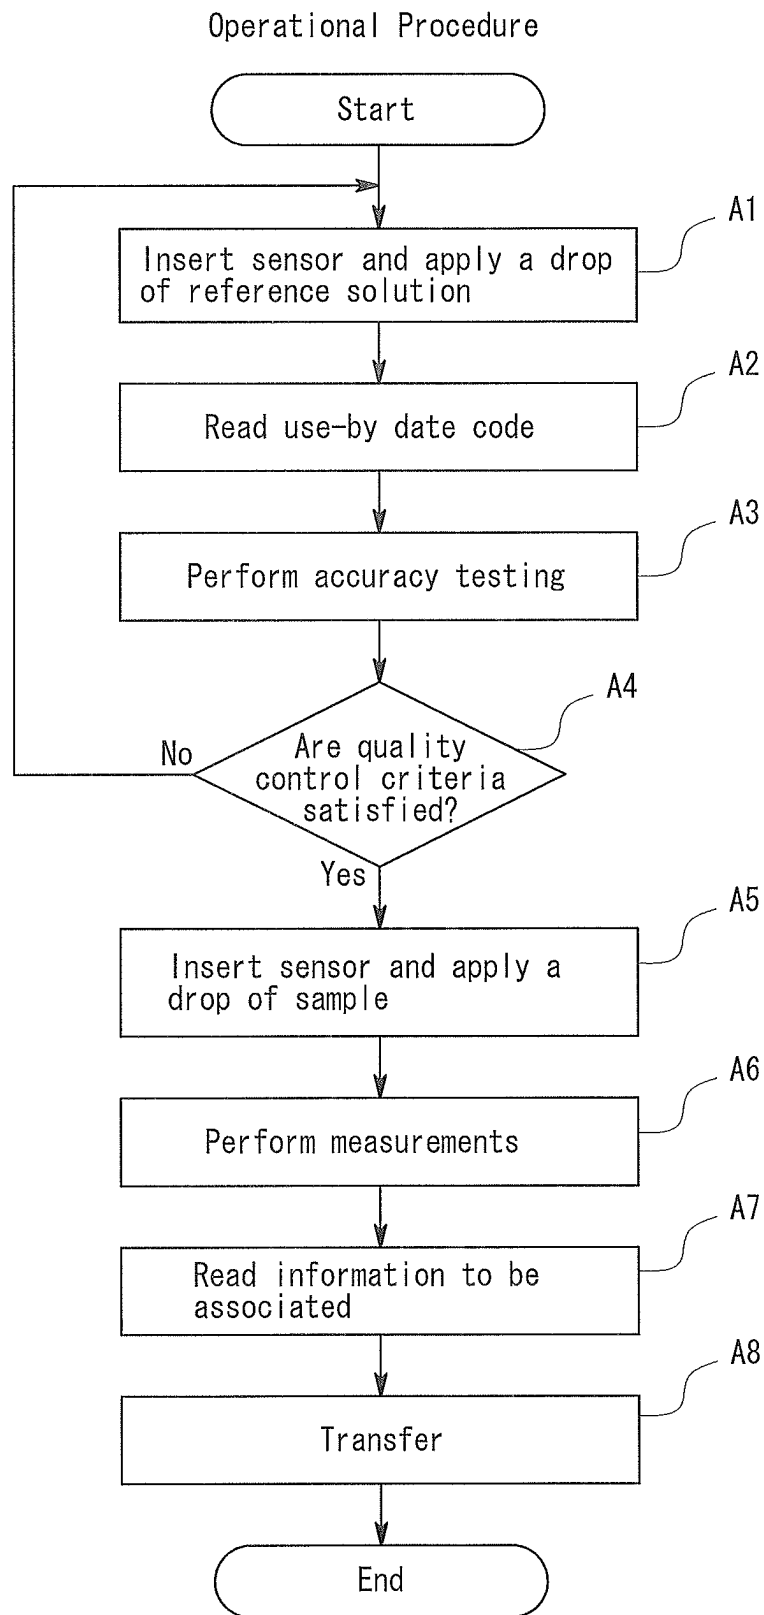 Operational Procedure
Start
A1
Insert sensor and apply a drop
of reference solution
A2
Read use-by date code
A3
Perform accuracy testing
A4
No
Are quality
control criteria
satisfied?
Yes
A5
Insert sensor and apply a
drop of sample
A6
Perform measurements
A7
Read information to be
associated
A8
Transfer
End